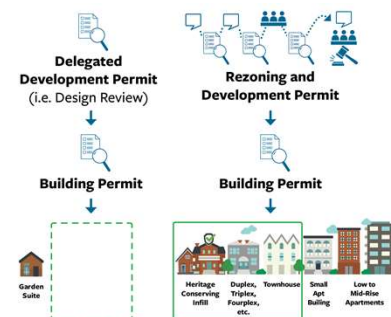 Delegated
Development Permit
(i.e. Design Review)
Building Permit
Garden
Suite
Rezoning and
Development Permit
Building Permit
Heritage
Conserving
Infill
Duplex,
Triplex,
Fourplex,
etc.
Townhouse
Small
Apt
Builing
Low to
Mid-Rise
Apartments